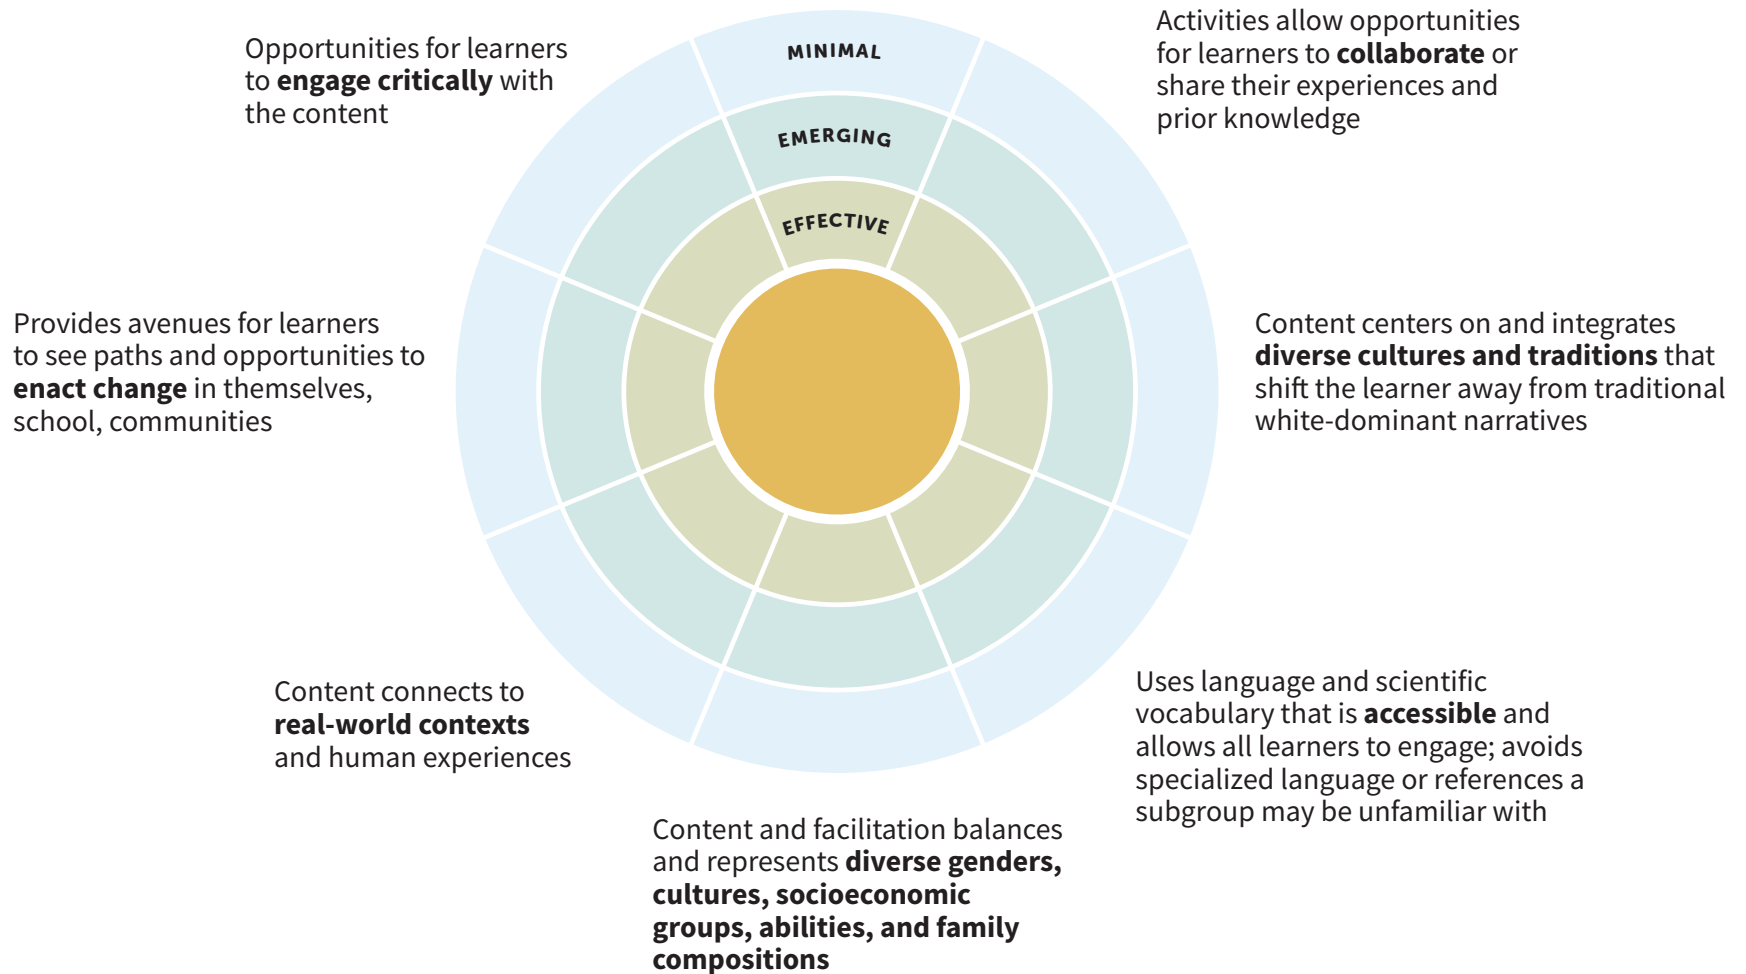 Opportunities for learners
to engage critically with
the content
MINIMAL
EMERGING
EFFECTIVE
Activities allow opportunities
for learners to collaborate or
share their experiences and
prior knowledge
Provides avenues for learners
to see paths and opportunities to
enact change in themselves,
school, communities
Content centers on and integrates
diverse cultures and traditions that
shift the learner away from traditional
white-dominant narratives
Content connects to
real-world contexts
and human experiences
Uses language and scientific
vocabulary that is accessible and
allows all learners to engage; avoids
specialized language or references a
subgroup may be unfamiliar with
Content and facilitation balances
and represents diverse genders,
cultures, socioeconomic
groups, abilities, and family
compositions